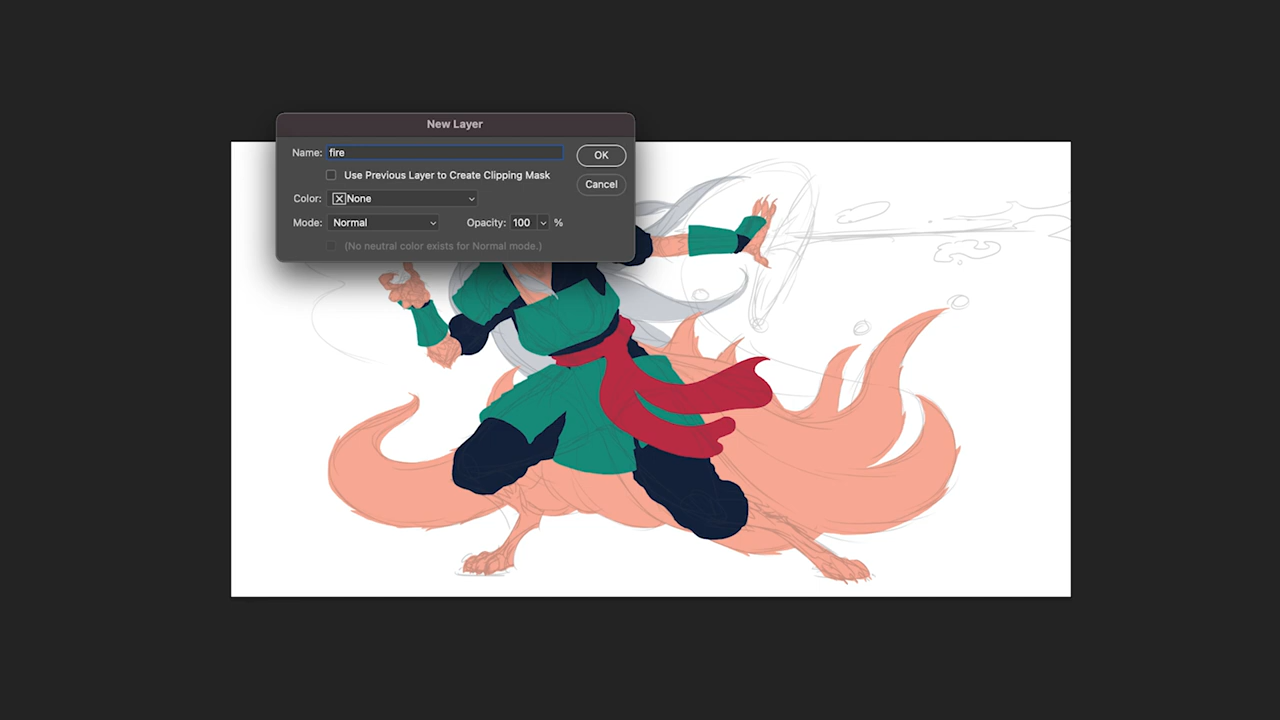 New Layer
Name: fire
OK
Use Previous Layer to Create Clipping Mask
Cancel
Color: None
Mode: Normal Opacity: 100 %
(No neutral color exists for Normal mode.)